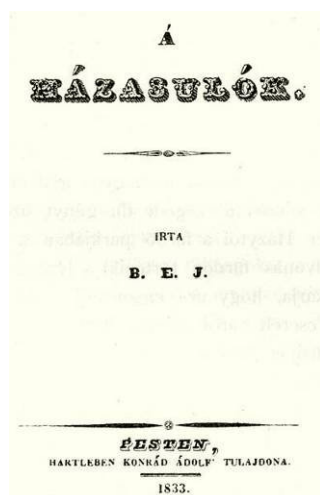 Á
HÁZASULÓK.
IRTA
B. E. J.
PESTEN,
HARTLEBEN KONRÁD ÁDOLF' TULAJDONA.
1833.